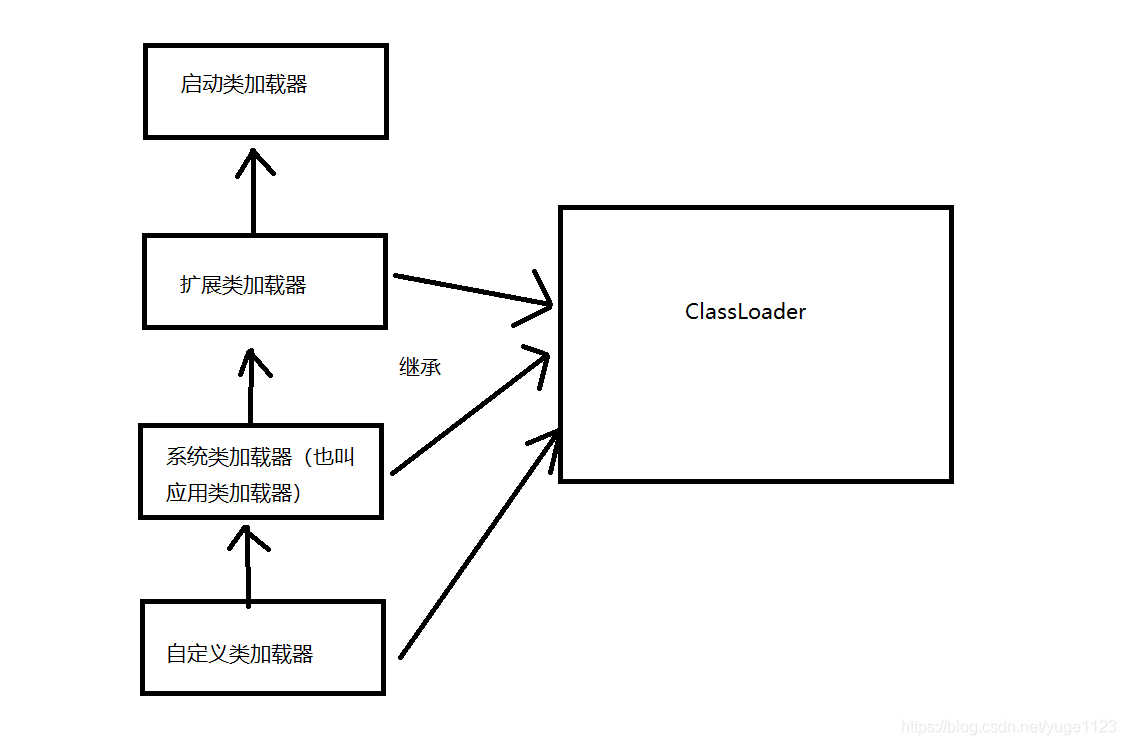 启动类加载器
扩展类加载器
ClassLoader
继承
系统类加载器（也叫
应用类加载器）
自定义类加载器
https://blog.csdn.net/yuge1123